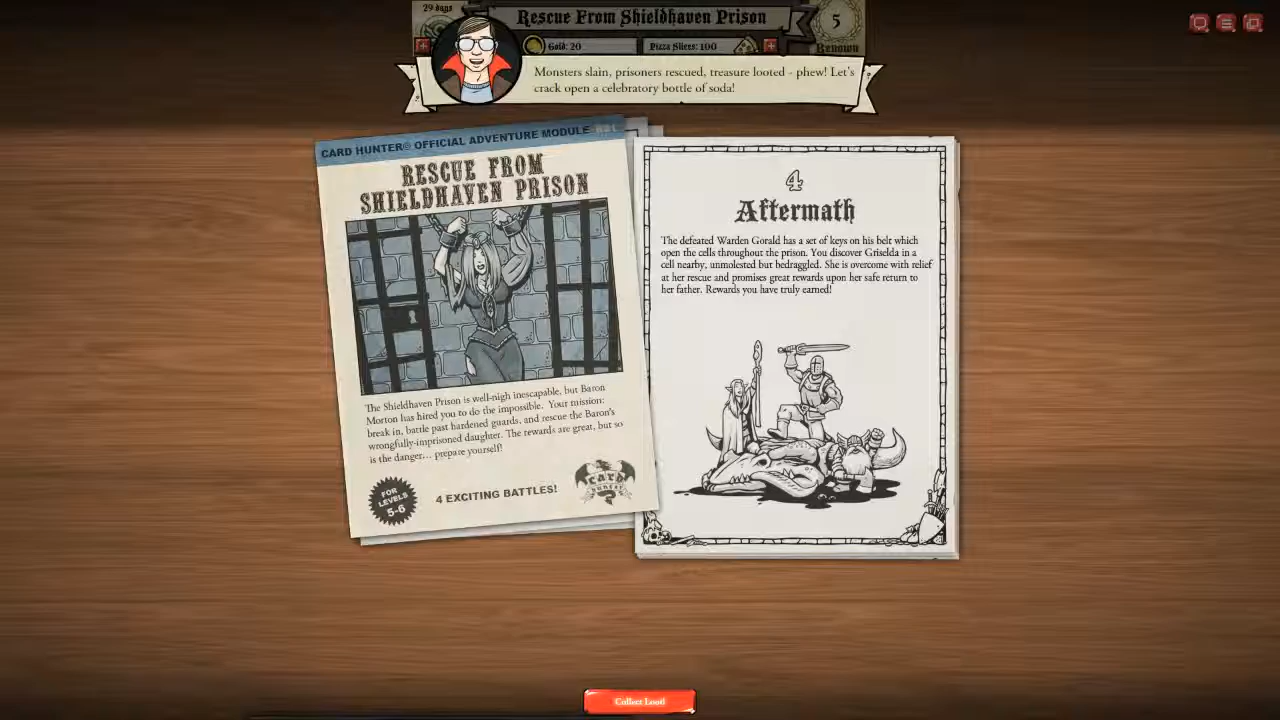 29 days
Rescue From Shieldhaven Prison
5
Gold: 20
Pizza Slices: 100
Renown
Monsters slain, prisoners rescued, treasure looted - phew! Let's
crack open a celebratory bottle of soda!
CARD HUNTER© OFFICIAL ADVENTURE MODULE
RESCUE FROM
SHIELDHAVEN PRISON
The Shieldhaven Prison is well-nigh inescapable, but Baron
Morton has hired you to do the impossible. Your mission:
break in, battle past hardened guards, and rescue the Baron's
wrongfully-imprisoned daughter. The rewards are great, but so
is the danger... prepare yourself!
FOR
LEVELS
5-6
4 EXCITING BATTLES!
card
hunter
4
Aftermath
The defeated Warden Gorald has a set of keys on his belt which
open the cells throughout the prison. You discover Griselda in a
cell nearby, unmolested but bedraggled. She is overcome with relief
at her rescue and promises great rewards upon her safe return to
her father. Rewards you have truly earned!
Collect Loot!